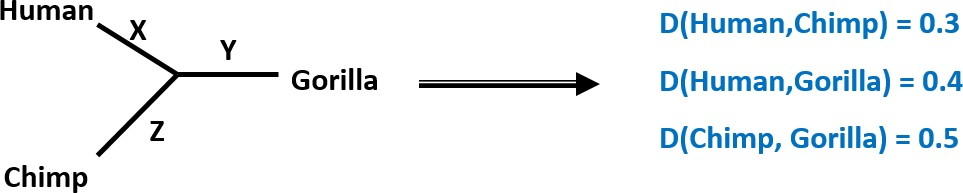 Human
X
Y
Gorilla
Z
Chimp
D(Human,Chimp) = 0.3
D(Human,Gorilla) = 0.4
D(Chimp, Gorilla) = 0.5